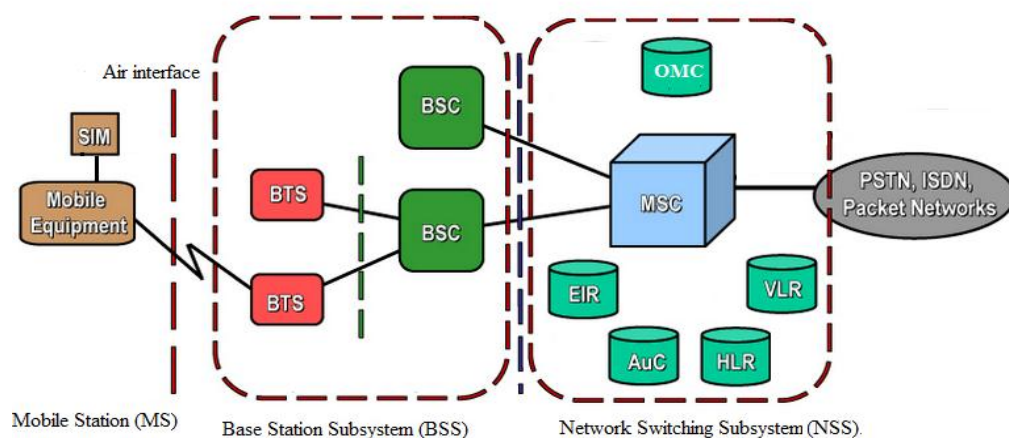 Air interface
OMC
BSC
SIM
BTS
Mobile
Equipment
BSC
MSC
PSTN, ISDN,
Packet Networks
BTS
EIR
VLR
AuC
HLR
Mobile Station (MS)
Base Station Subsystem (BSS)
Network Switching Subsystem (NSS).